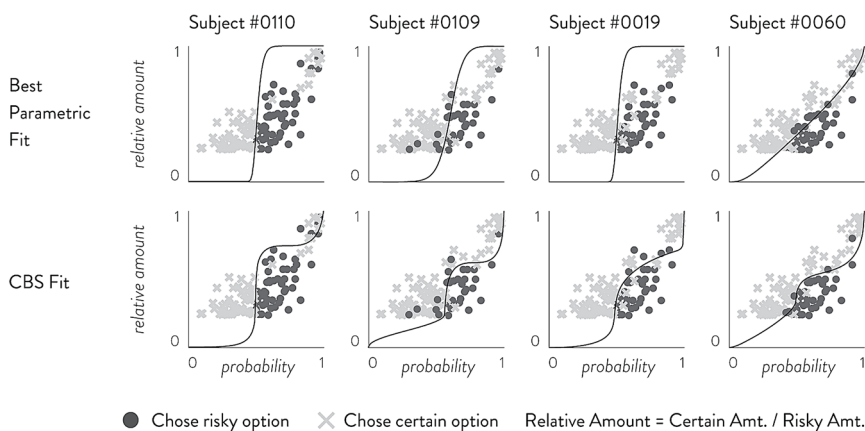 Subject #0110
Subject #0109
Subject #0019
Subject #0060
Best
Parametric
Fit
relative amount
1
0
1
0
1
0
1
0
CBS Fit
relative amount
1
0
1
0
1
0
1
0
0 probability 1
0 probability 1
0 probability 1
0 probability 1
Chose risky option
Chose certain option
Relative Amount = Certain Amt. / Risky Amt.